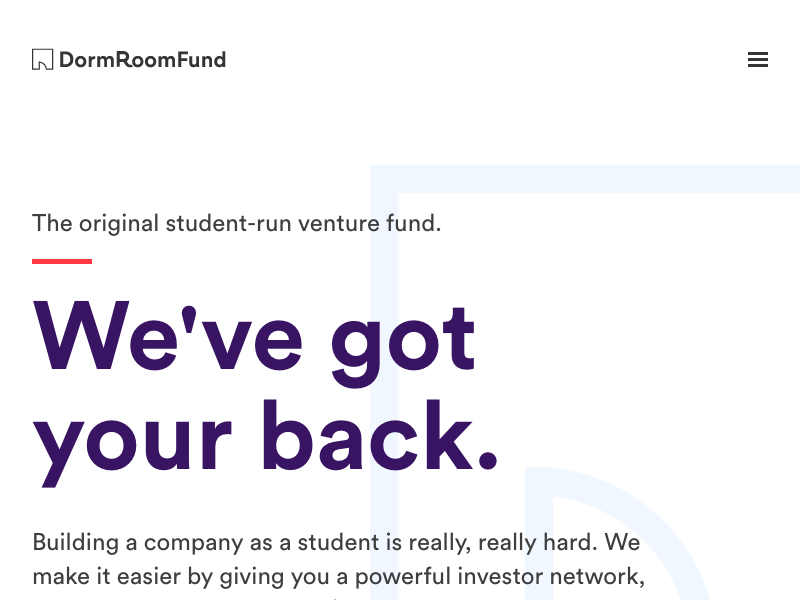 DormRoomFund
The original student-run venture fund.
We've got
your back.
Building a company as a student is really, really hard. We
make it easier by giving you a powerful investor network,